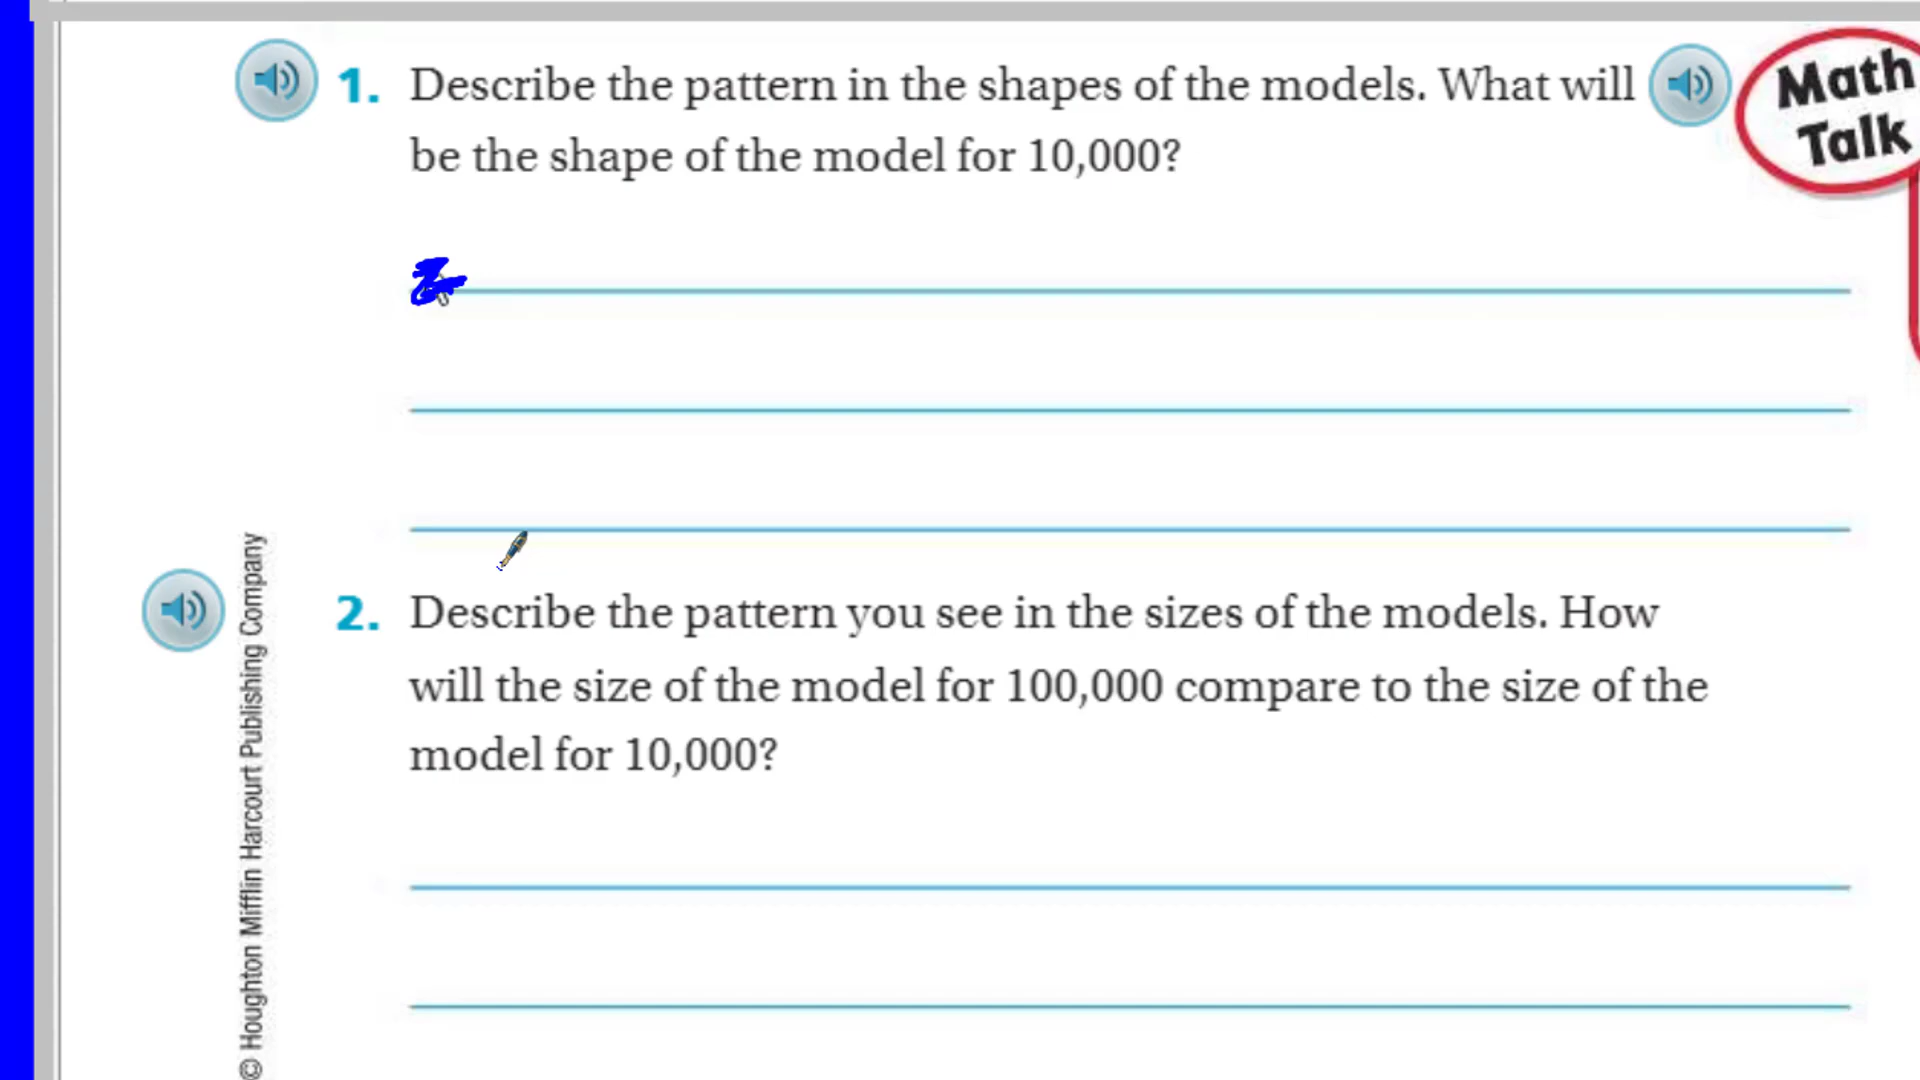 1. Describe the pattern in the shapes of the models. What will
be the shape of the model for 10,000?
Math
Talk
2. Describe the pattern you see in the sizes of the models. How
will the size of the model for 100,000 compare to the size of the
model for 10,000?
© Houghton Mifflin Harcourt Publishing Company